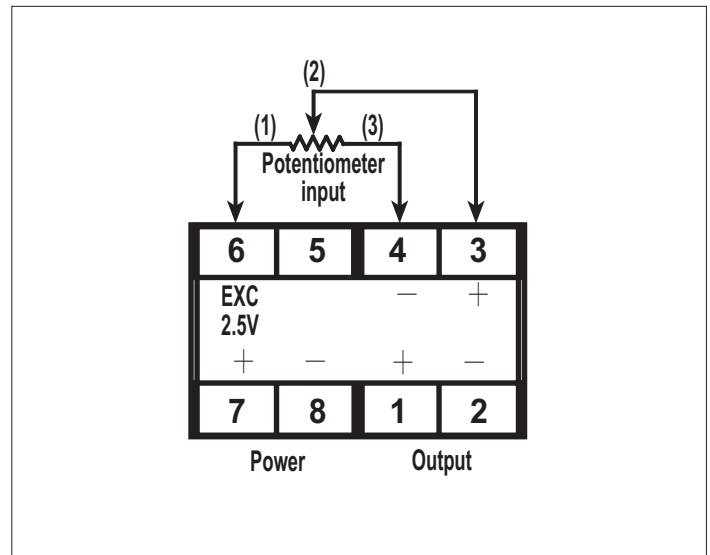 (2)
(1) (3)
Potentiometer
input
6 5 4 3
EXC − +
2.5V
+ − + −
7 8 1 2
Power Output